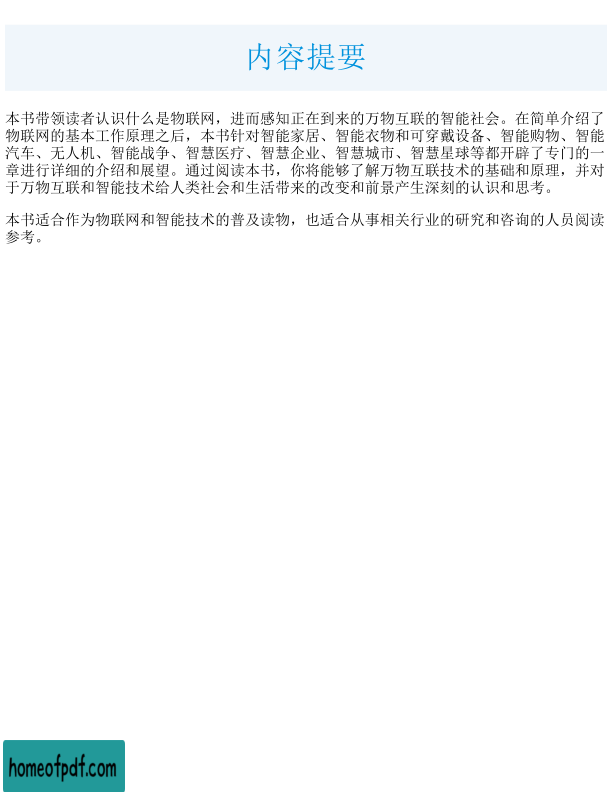 内容提要
本书带领读者认识什么是物联网，进而感知正在到来的万物互联的智能社会。在简单介绍了
物联网的基本工作原理之后，本书针对智能家居、智能衣物和可穿戴设备、智能购物、智能
汽车、无人机、智能战争、智慧医疗、智慧企业、智慧城市、智慧星球等都开辟了专门的一
章进行详细的介绍和展望。通过阅读本书，你将能够了解万物互联技术的基础和原理，并对
于万物互联和智能技术给人类社会和生活带来的改变和前景产生深刻的认识和思考。
本书适合作为物联网和智能技术的普及读物，也适合从事相关行业的研究和咨询的人员阅读
参考。
homeofpdf.com